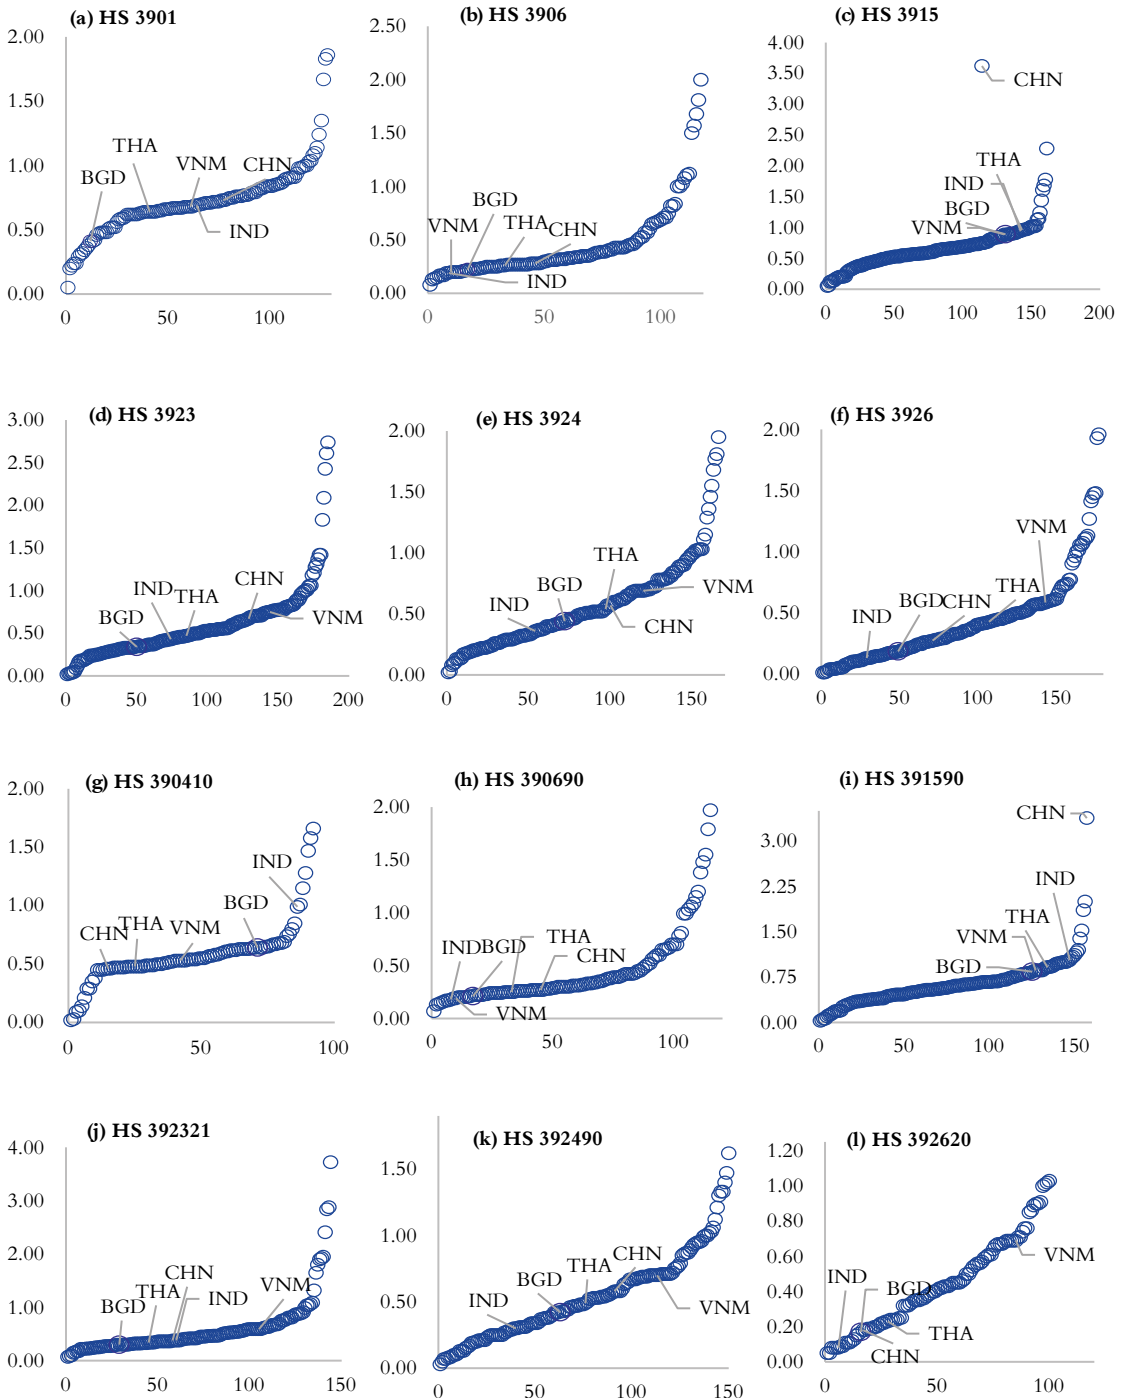 (a) HS 3901
2.00
1.50
1.00
0.50
0.00
0
50
100
BGD
THA
VNM
CHN
IND
(b) HS 3906
2.50
2.00
1.50
1.00
0.50
0.00
0
50
100
VNM
BGD
THA
CHN
IND
(c) HS 3915
4.00
3.50
3.00
2.50
2.00
1.50
1.00
0.50
0.00
0
50
100
150
200
CHN
THA
IND
BGD
VNM
(d) HS 3923
3.00
2.50
2.00
1.50
1.00
0.50
0.00
0
50
100
150
200
BGD
IND
THA
CHN
VNM
(e) HS 3924
2.00
1.50
1.00
0.50
0.00
0
50
100
150
IND
BGD
THA
CHN
VNM
(f) HS 3926
2.00
1.50
1.00
0.50
0.00
0
50
100
150
IND
BGD
CHN
THA
VNM
(g) HS 390410
2.00
1.50
1.00
0.50
0.00
0
50
100
CHN
THA
VNM
BGD
IND
(h) HS 390690
2.00
1.50
1.00
0.50
0.00
0
50
100
IND
BGD
THA
CHN
VNM
(i) HS 391590
3.00
2.25
1.50
0.75
0.00
0
50
100
150
CHN
IND
THA
VNM
BGD
(j) HS 392321
4.00
3.00
2.00
1.00
0.00
0
50
100
150
BGD
THA
CHN
IND
VNM
(k) HS 392490
1.50
1.00
0.50
0.00
0
50
100
150
IND
BGD
THA
CHN
VNM
(l) HS 392620
1.20
1.00
0.80
0.60
0.40
0.20
0.00
0
50
100
IND
BGD
CHN
THA
VNM